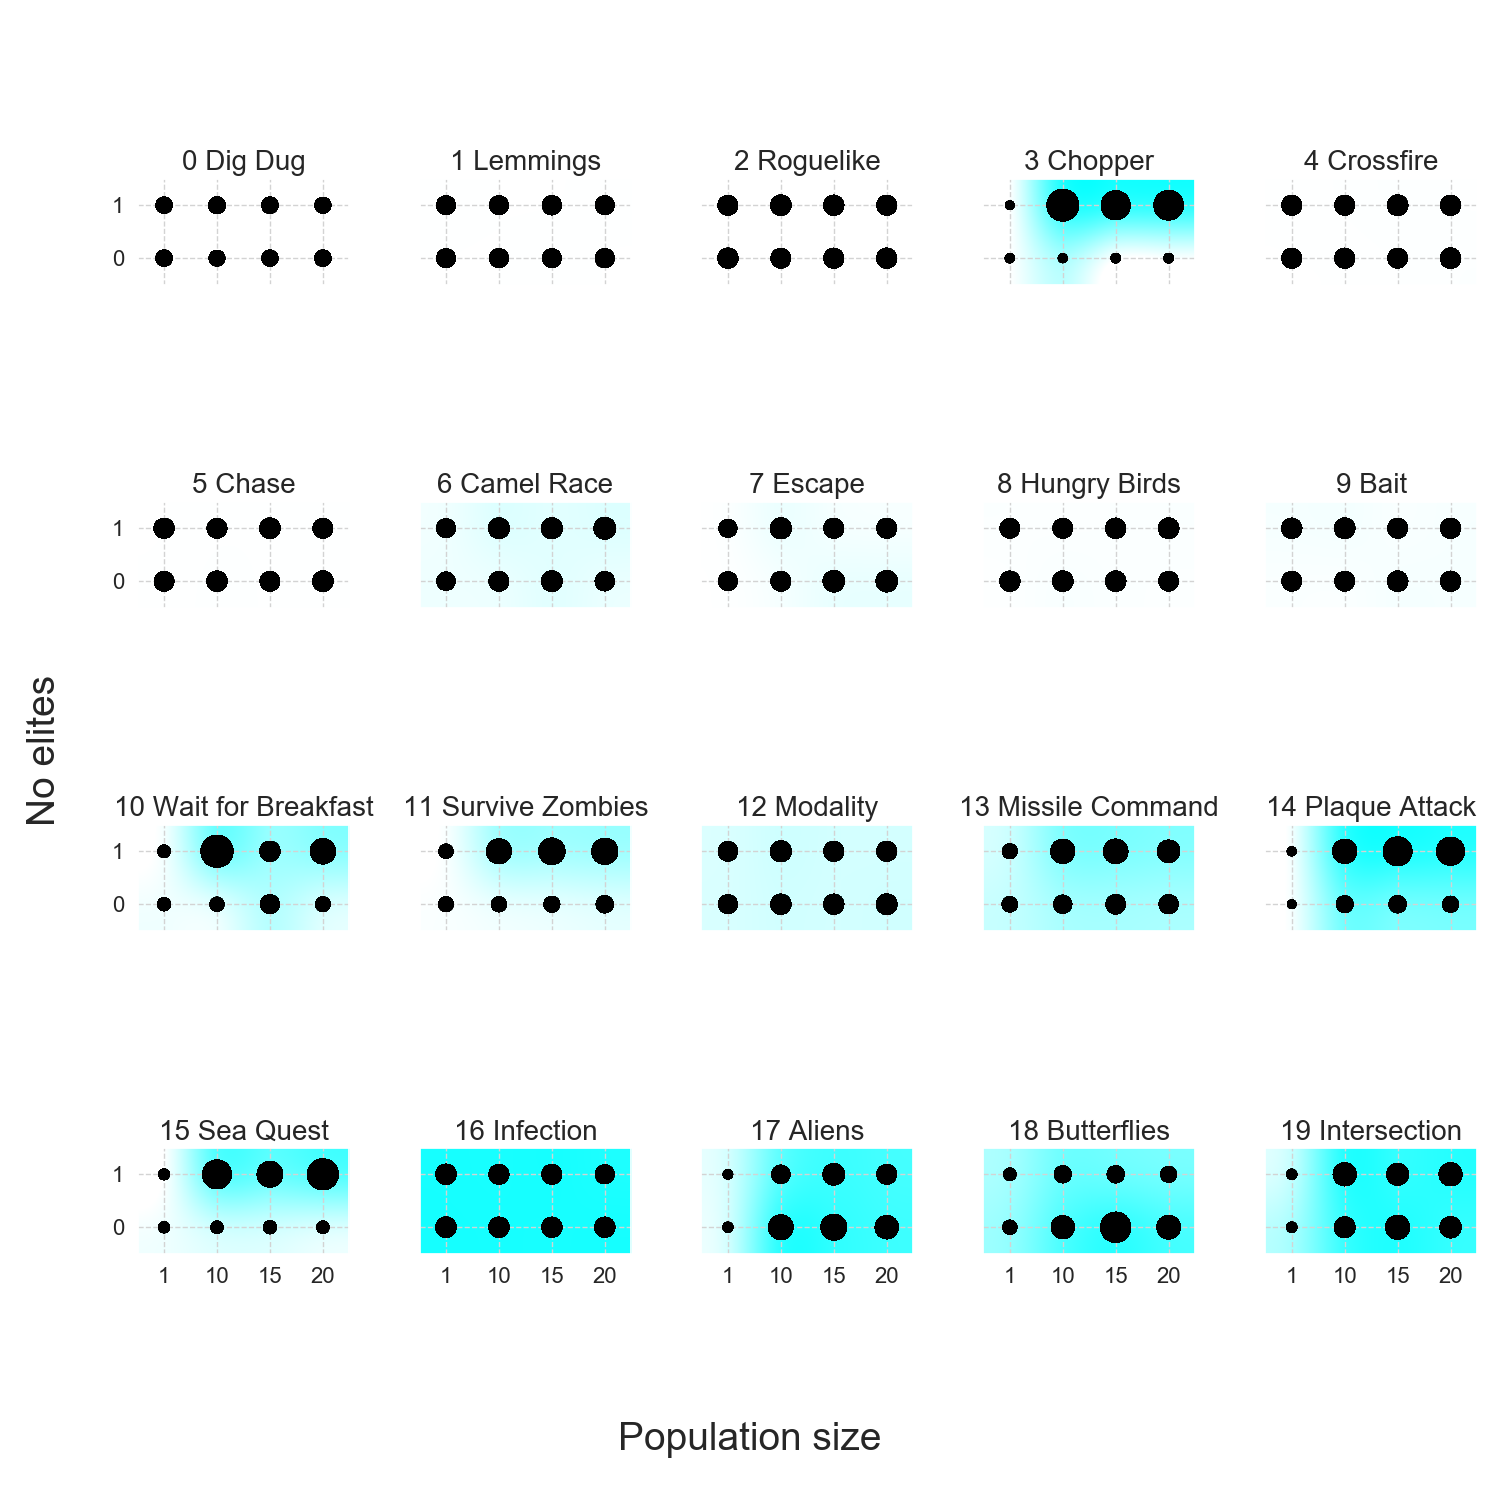 0 Dig Dug
1 Lemmings
2 Roguelike
3 Chopper
4 Crossfire
1
0
5 Chase
6 Camel Race
7 Escape
8 Hungry Birds
9 Bait
1
0
No elites
10 Wait for Breakfast
11 Survive Zombies
12 Modality
13 Missile Command
14 Plaque Attack
1
0
15 Sea Quest
16 Infection
17 Aliens
18 Butterflies
19 Intersection
1
0
1 10 15 20
1 10 15 20
1 10 15 20
1 10 15 20
1 10 15 20
Population size